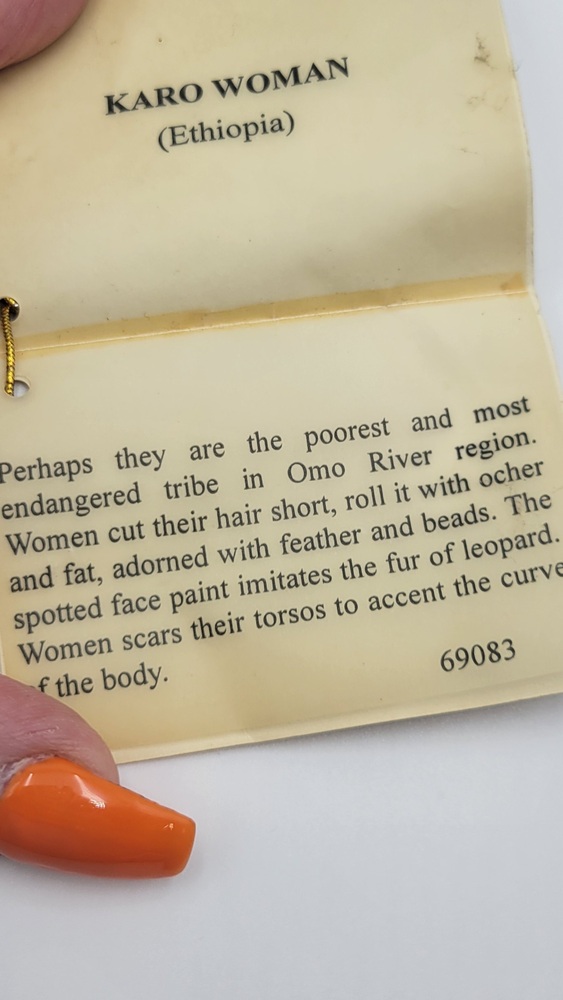 KARO WOMAN
(Ethiopia)
Perhaps they are the poorest and most
endangered tribe in Omo River region.
Women cut their hair short, roll it with ocher
and fat, adorned with feather and beads. The
spotted face paint imitates the fur of leopard.
Women scars their torsos to accent the curve
f the body.
69083